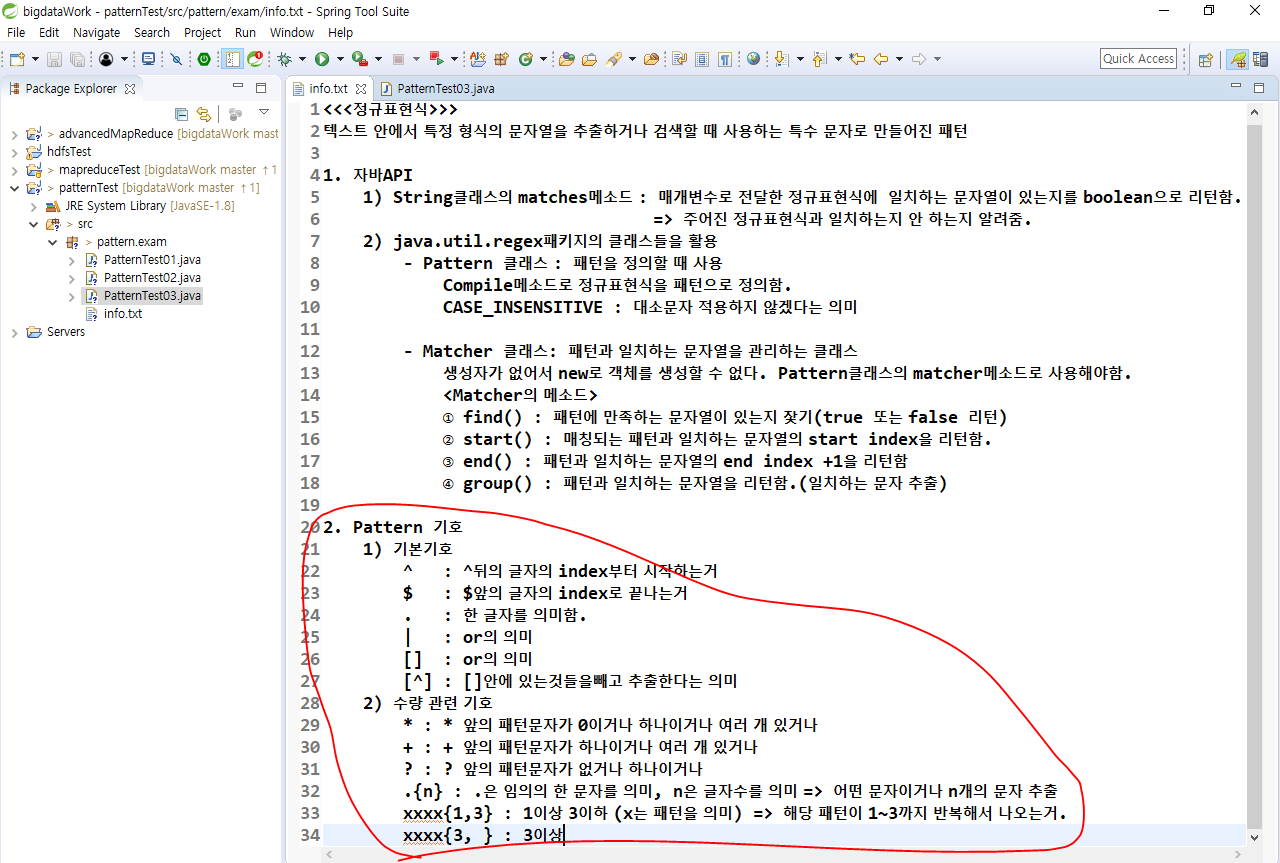 bigdataWork - patternTest/src/pattern/exam/info.txt - Spring Tool Suite
File Edit Navigate Search Project Run Window Help
Quick Access
Package Explorer
> advancedMapReduce [bigdataWork mast
hdfsTest
> mapreduceTest [bigdataWork master ↑1
> patternTest [bigdataWork master ↑1]
JRE System Library [JavaSE-1.8]
> src
> pattern.exam
PatternTest01.java
PatternTest02.java
PatternTest03.java
info.txt
Servers
info.txt PatternTest03.java
1 <<<정규표현식>>>
2 텍스트 안에서 특정 형식의 문자열을 추출하거나 검색할 때 사용하는 특수 문자로 만들어진 패턴
3
4 1. 자바API
5 1) String클래스의 matches메소드 : 매개변수로 전달한 정규표현식에 일치하는 문자열이 있는지를 boolean으로 리턴함.
6 => 주어진 정규표현식과 일치하는지 안 하는지 알려줌.
7 2) java.util.regex패키지의 클래스들을 활용
8 - Pattern 클래스 : 패턴을 정의할 때 사용
9 Compile메소드로 정규표현식을 패턴으로 정의함.
10 CASE_INSENSITIVE : 대소문자 적용하지 않겠다는 의미
11
12 - Matcher 클래스: 패턴과 일치하는 문자열을 관리하는 클래스
13 생성자가 없어서 new로 객체를 생성할 수 없다. Pattern클래스의 matcher메소드로 사용해야함.
14 <Matcher의 메소드>
15 ① find() : 패턴에 만족하는 문자열이 있는지 찾기(true 또는 false 리턴)
16 ② start() : 매칭되는 패턴과 일치하는 문자열의 start index을 리턴함.
17 ③ end() : 패턴과 일치하는 문자열의 end index +1을 리턴함
18 ④ group() : 패턴과 일치하는 문자열을 리턴함.(일치하는 문자 추출)
19
20 2. Pattern 기호
21 1) 기본기호
22 ^ : ^뒤의 글자의 index부터 시작하는거
23 $ : $앞의 글자의 index로 끝나는거
24 . : 한 글자를 의미함.
25 | : or의 의미
26 [] : or의 의미
27 [^] : []안에 있는것들을빼고 추출한다는 의미
28 2) 수량 관련 기호
29 * : * 앞의 패턴문자가 0이거나 하나이거나 여러 개 있거나
30 + : + 앞의 패턴문자가 하나이거나 여러 개 있거나
31 ? : ? 앞의 패턴문자가 없거나 하나이거나
32 .{n} : .은 임의의 한 문자를 의미, n은 글자수를 의미 => 어떤 문자이거나 n개의 문자 추출
33 xxxx{1,3} : 1이상 3이하 (x는 패턴을 의미) => 해당 패턴이 1~3까지 반복해서 나오는거.
34 xxxx{3, } : 3이상